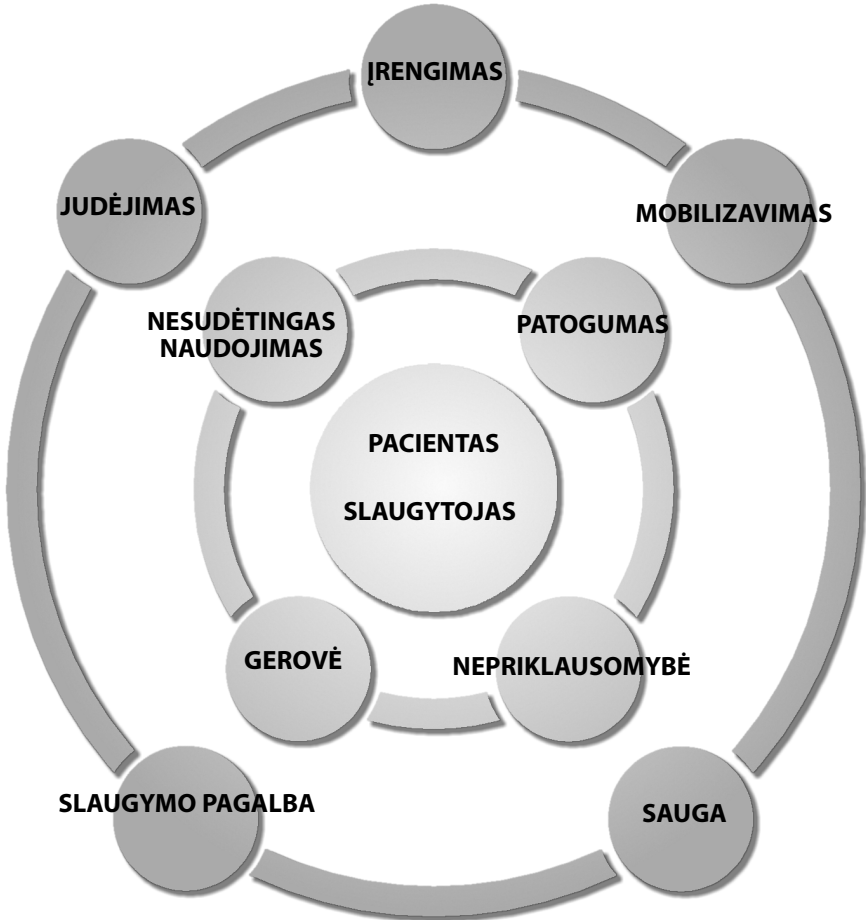 ĮRENGIMAS
JUDĖJIMAS
MOBILIZAVIMAS
NESUDĖTINGAS
NAUDOJIMAS
PATOGUMAS
PACIENTAS
SLAUGYTOJAS
GEROVĖ
NEPRIKLAUSOMYBĖ
SLAUGYMO PAGALBA
SAUGA